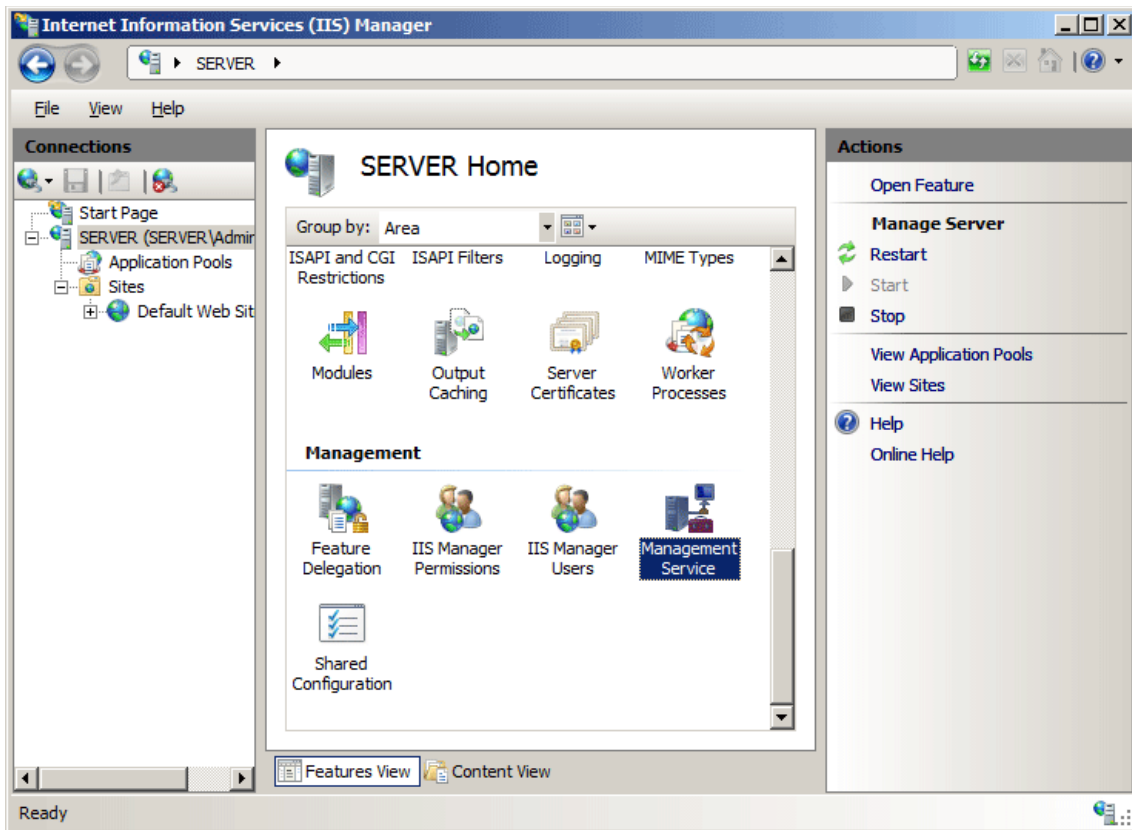 Internet Information Services (IIS) Manager
SERVER
File View Help
Connections
Start Page
SERVER (SERVER\Admir
Application Pools
Sites
Default Web Sit
SERVER Home
Group by: Area
ISAPI and CGI Restrictions
ISAPI Filters
Logging
MIME Types
Modules
Output Caching
Server Certificates
Worker Processes
Management
Feature Delegation
IIS Manager Permissions
IIS Manager Users
Management Service
Shared Configuration
Features View
Content View
Actions
Open Feature
Manage Server
Restart
Start
Stop
View Application Pools
View Sites
Help
Online Help
Ready